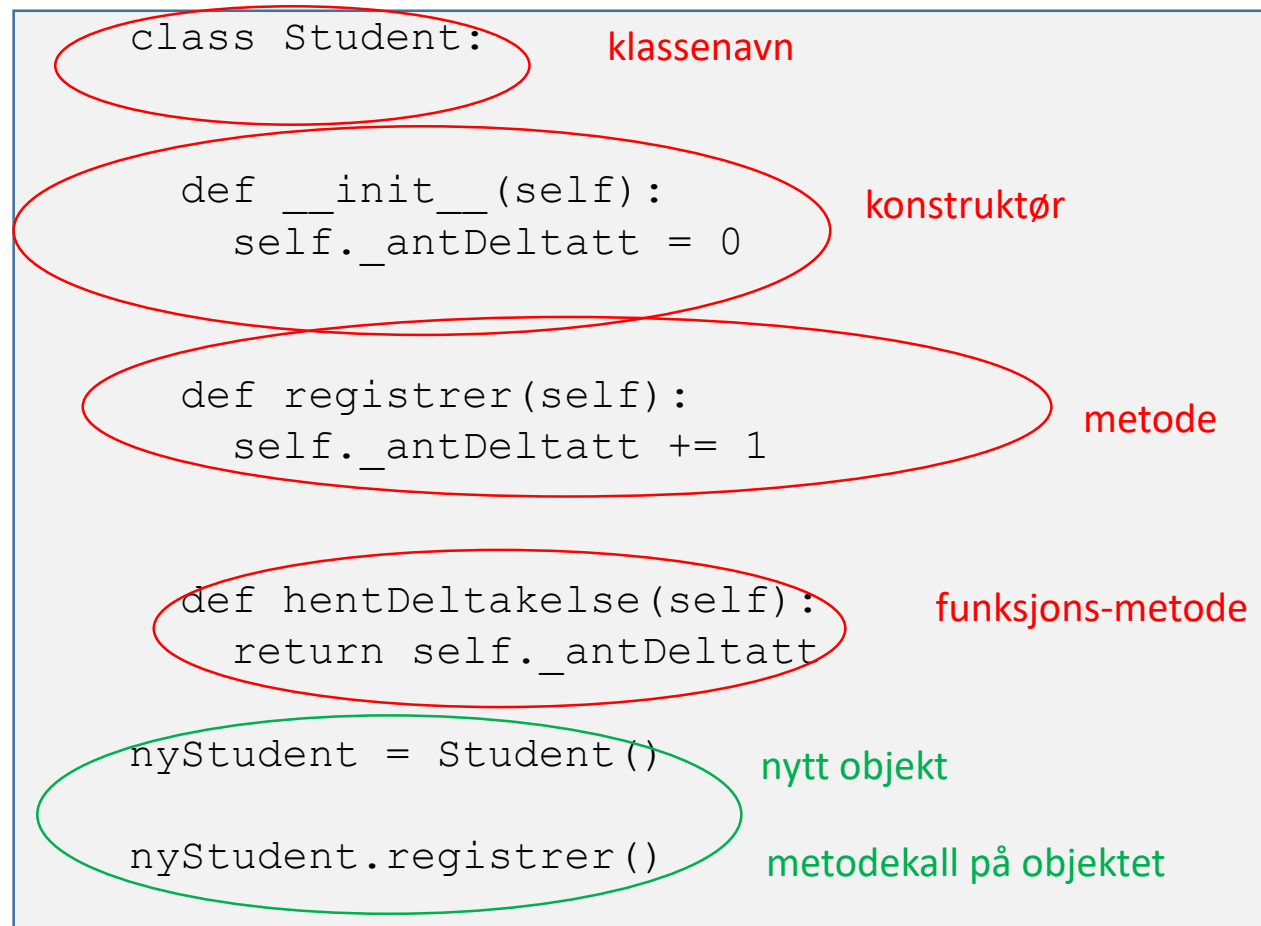 class Student:
klassenavn
def __init__(self):
konstruktør
self._antDeltatt = 0
def registrer(self):
metode
self._antDeltatt += 1
def hentDeltakelse(self):
funksjons-metode
return self._antDeltatt
nyStudent = Student()
nytt objekt
nyStudent.registrer()
metodekall på objektet